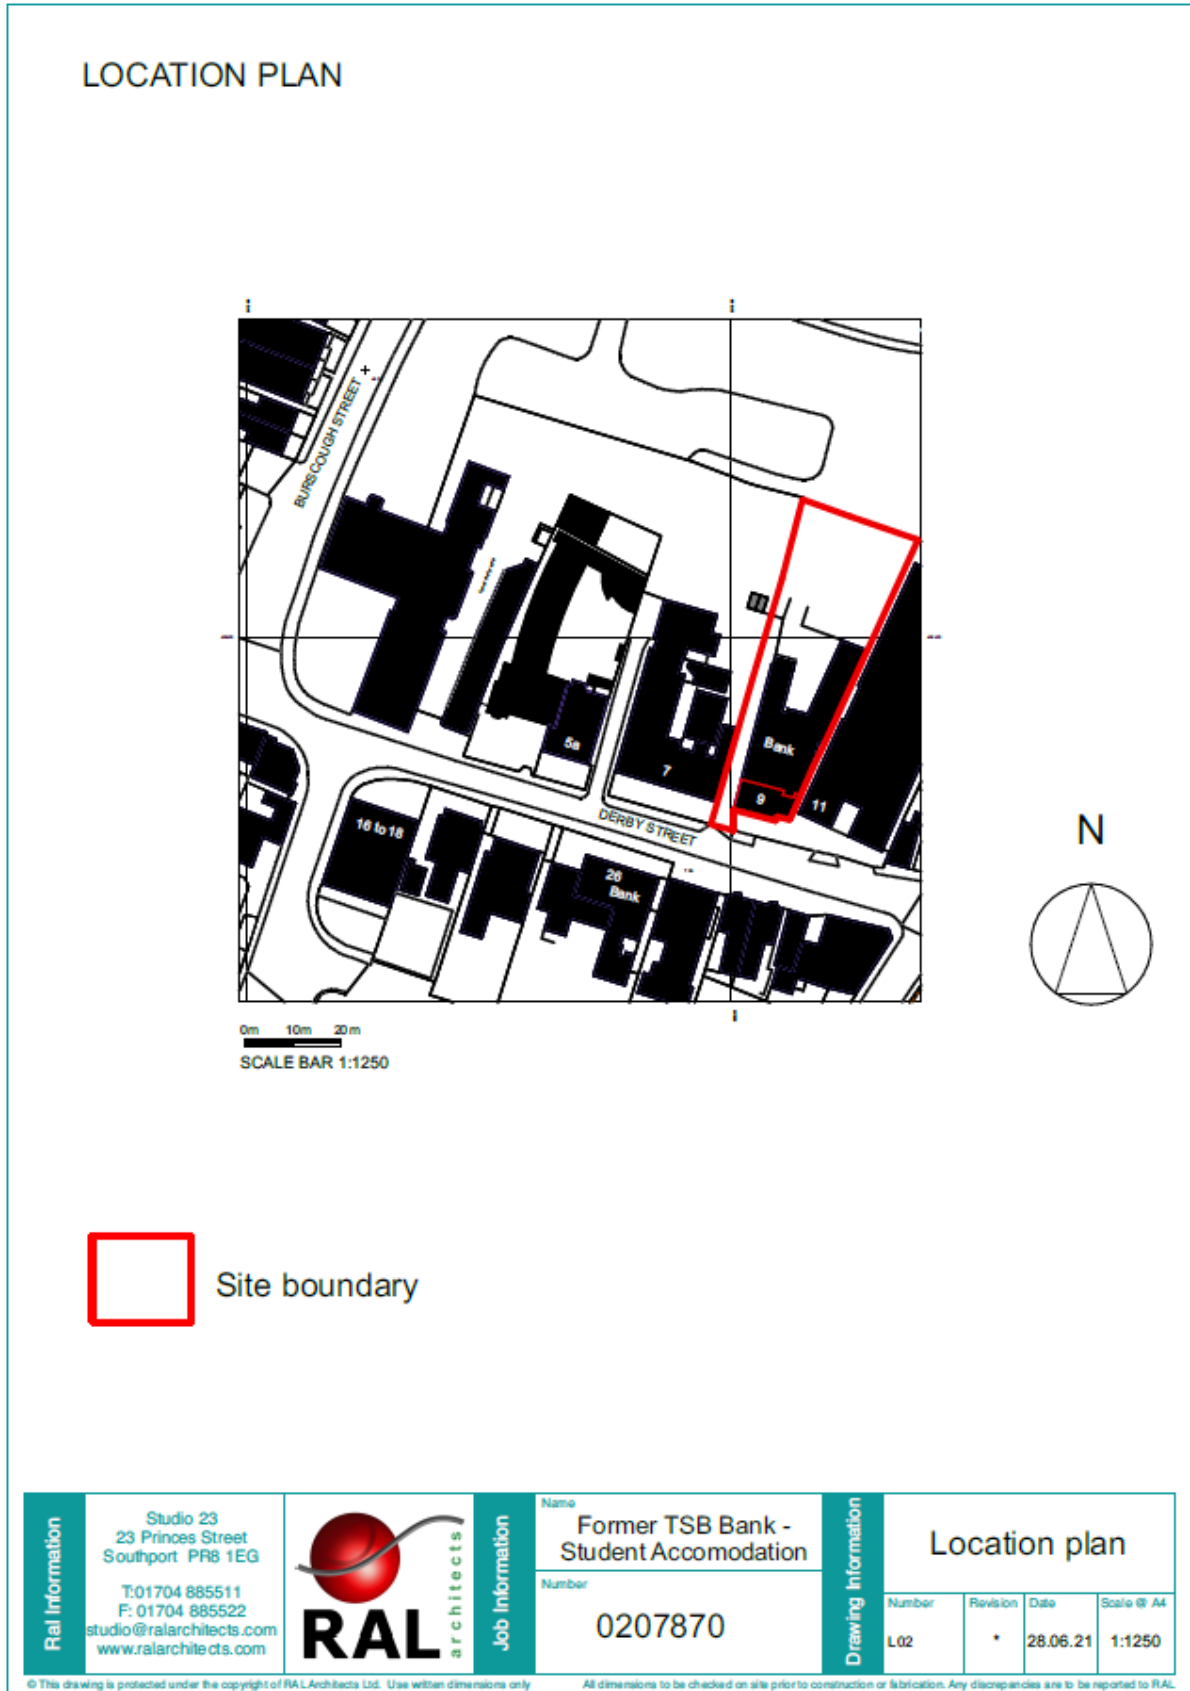 LOCATION PLAN
BURSCOUGH STREET
5a
7
Bank
9
11
DERBY STREET
16 to 18
26
Bank
N
0m 10m 20m
SCALE BAR 1:1250
Site boundary
Ral Information
Studio 23
23 Princes Street
Southport PR8 1EG
T:01704 885511
F: 01704 885522
studio@ralarchitects.com
www.ralarchitects.com
RAL
architects
Job Information
Name
Former TSB Bank -
Student Accomodation
Number
0207870
Drawing Information
Location plan
Number Revision Date Scale @ A4
L02 * 28.06.21 1:1250
© This drawing is protected under the copyright of RAL Architects Ltd. Use written dimensions only
All dimensions to be checked on site prior to construction or fabrication. Any discrepancies are to be reported to RAL